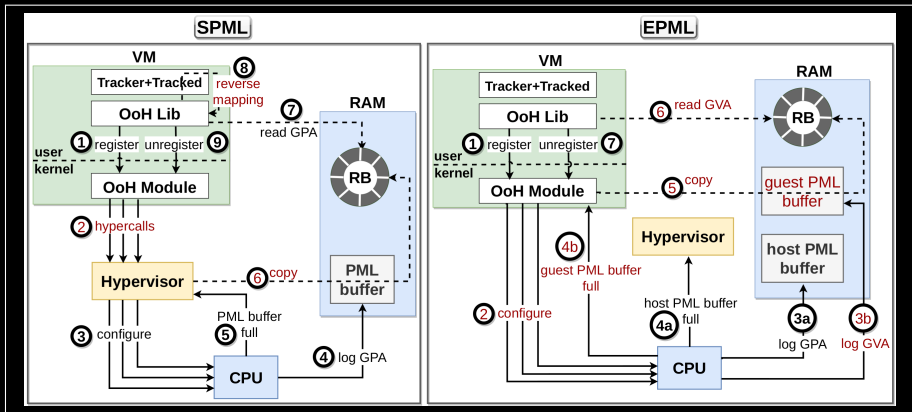 SPML
VM
Tracker+Tracked
8
reverse
mapping
OoH Lib
7
read GPA
RAM
1
register
unregister
9
user
kernel
RB
OoH Module
2
hypercalls
Hypervisor
6
copy
PML
buffer
3
configure
PML buffer
full
5
4
log GPA
CPU
EPML
VM
Tracker+Tracked
RAM
OoH Lib
6
read GVA
RB
1
register
unregister
7
user
kernel
OoH Module
5
copy
guest PML
buffer
4b
guest PML buffer
full
Hypervisor
host PML
buffer
2
configure
host PML buffer
full
4a
3a
log GPA
3b
log GVA
CPU